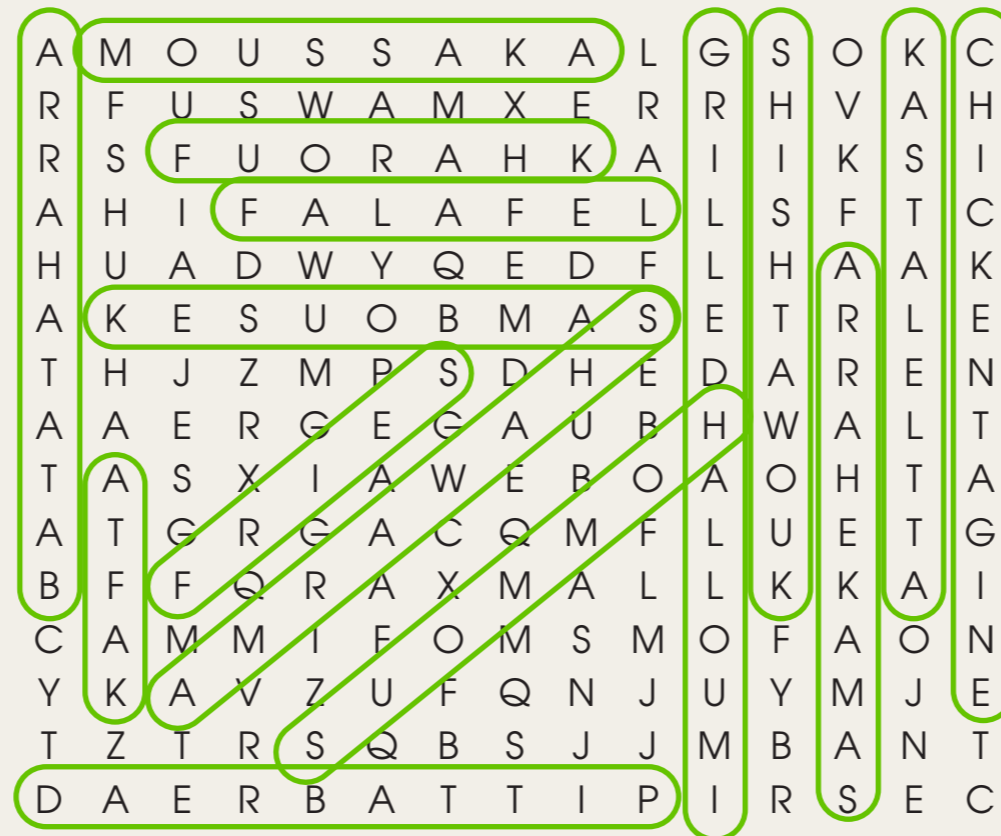 A M O U S S A K A L G S O K C
R F U S W A M X E R R H V A H
R S F U O R A H K A I I K S I
A H I F A L A F E L L S F T C
H U A D W Y Q E D F L H A A K
A K E S U O B M A S E T R L E
T H J Z M P S D H E D A R E N
A A E R G E G A U B H W A L T
T A S X I A W E B O A O H T A
A T G R G A C Q M F L U E T G
B F F Q R A X M A L L K K A I
C A M M I F O M S M O F A O N
Y K A V Z U F Q N J U Y M J E
T Z T R S Q B S J J M B A N T
D A E R B A T T I P I R S E C